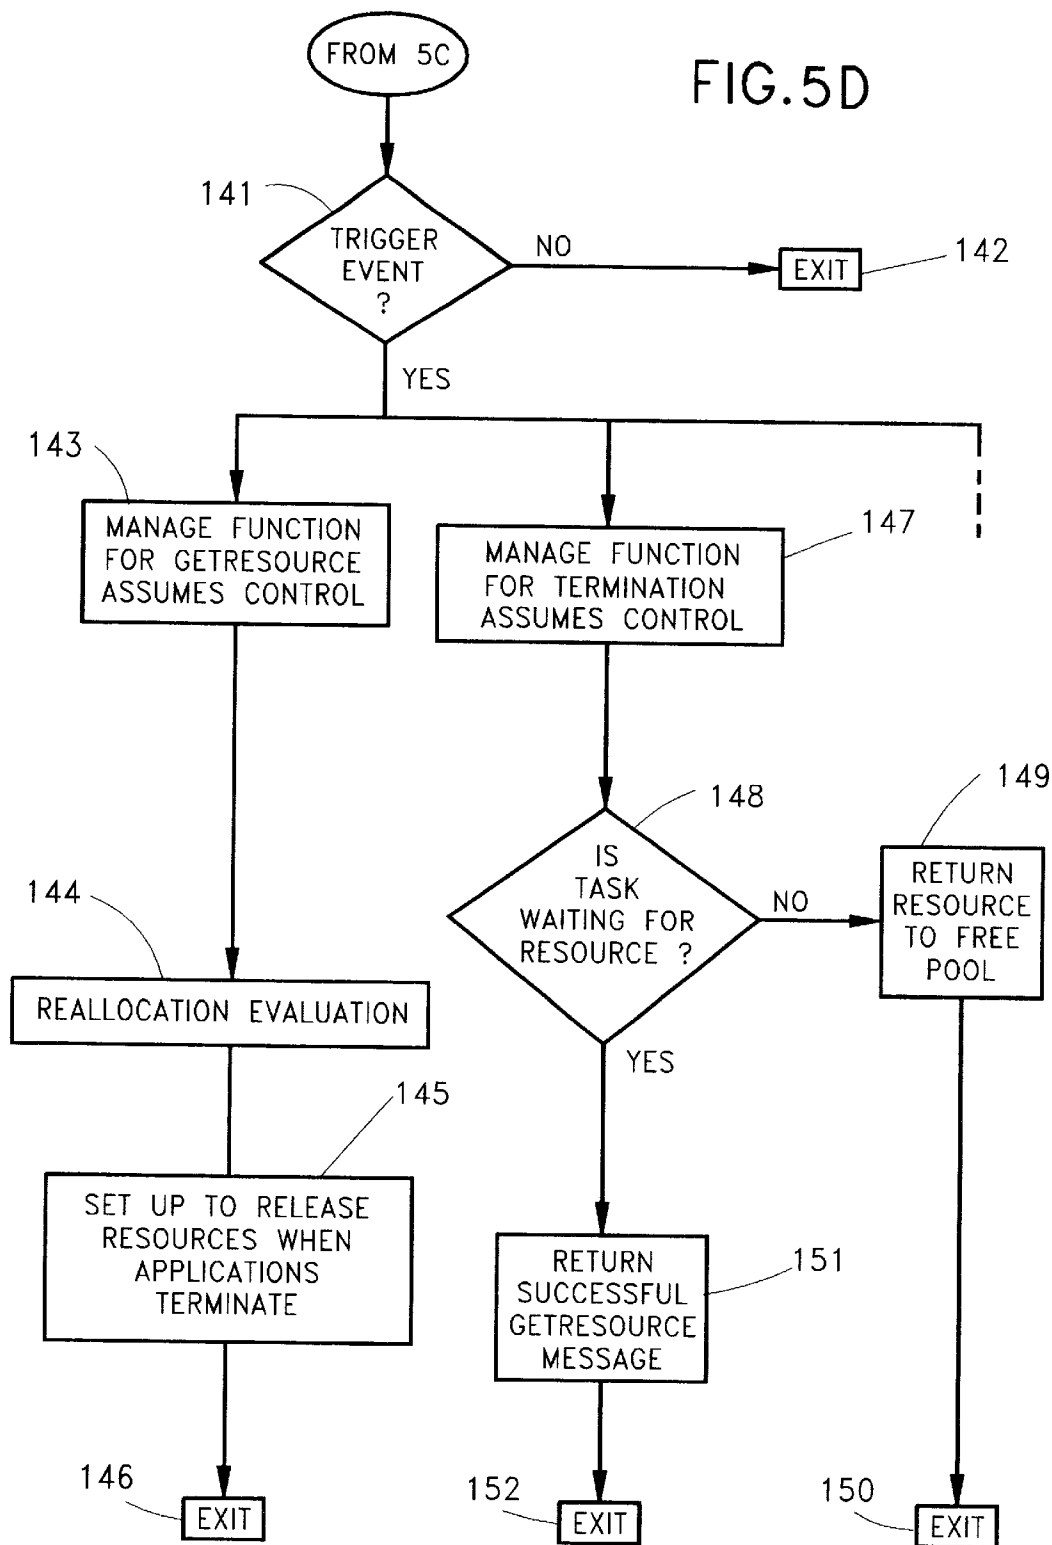 FROM 5C
FIG.5D
141
TRIGGER
EVENT
?
NO
EXIT
142
YES
143
MANAGE FUNCTION
FOR GETRESOURCE
ASSUMES CONTROL
147
MANAGE FUNCTION
FOR TERMINATION
ASSUMES CONTROL
148
IS
TASK
WAITING FOR
RESOURCE ?
NO
149
RETURN
RESOURCE
TO FREE
POOL
144
REALLOCATION EVALUATION
YES
145
SET UP TO RELEASE
RESOURCES WHEN
APPLICATIONS
TERMINATE
151
RETURN
SUCCESSFUL
GETRESOURCE
MESSAGE
146
EXIT
152
EXIT
150
EXIT